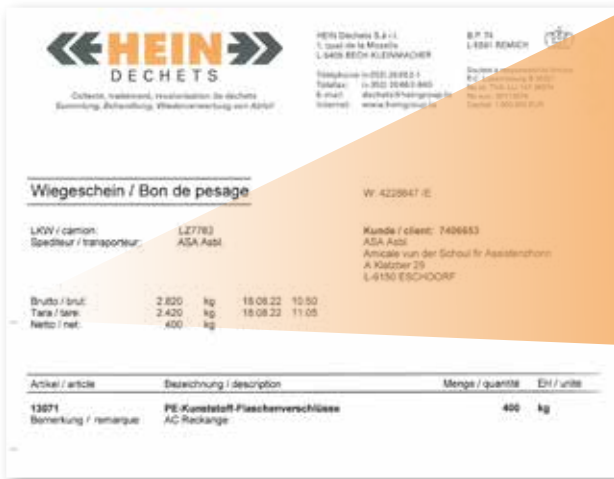 HEIN
DECHETS
Collecte, traitement, revalorisation de déchets
Sammlung, Behandlung, Wiederverwertung von Abfall
HEIN Déchets S.à r.l.
1, quai de la Moselle
L-5405 BECH-KLEINMACHER
B.P. 74
L-5501 REMICH
Téléphone
Telefax
E-mail: dechets@heingroup.lu
Internet: www.heingroup.lu
Wiegeschein / Bon de pesage
W: 4228647 -E
LKW / camion: LZ7763
Spediteur / transporteur: ASA Asbl
Kunde / client: 7406653
ASA Asbl
Amicale vun der Schoul fir Assistenzhonn
A Klatzber 29
L-9150 ESCHDORF
Brutto / brut: 2.820 kg 18.08.22 10:50
Tara / tare: 2.420 kg 18.08.22 11:05
Netto / net: 400 kg
Artikel / article Bezeichnung / description Menge / quantité EH / unité
13071 PE-Kunststoff-Flaschenverschlüsse 400 kg
Bemerkung / remarque: AC Reckange